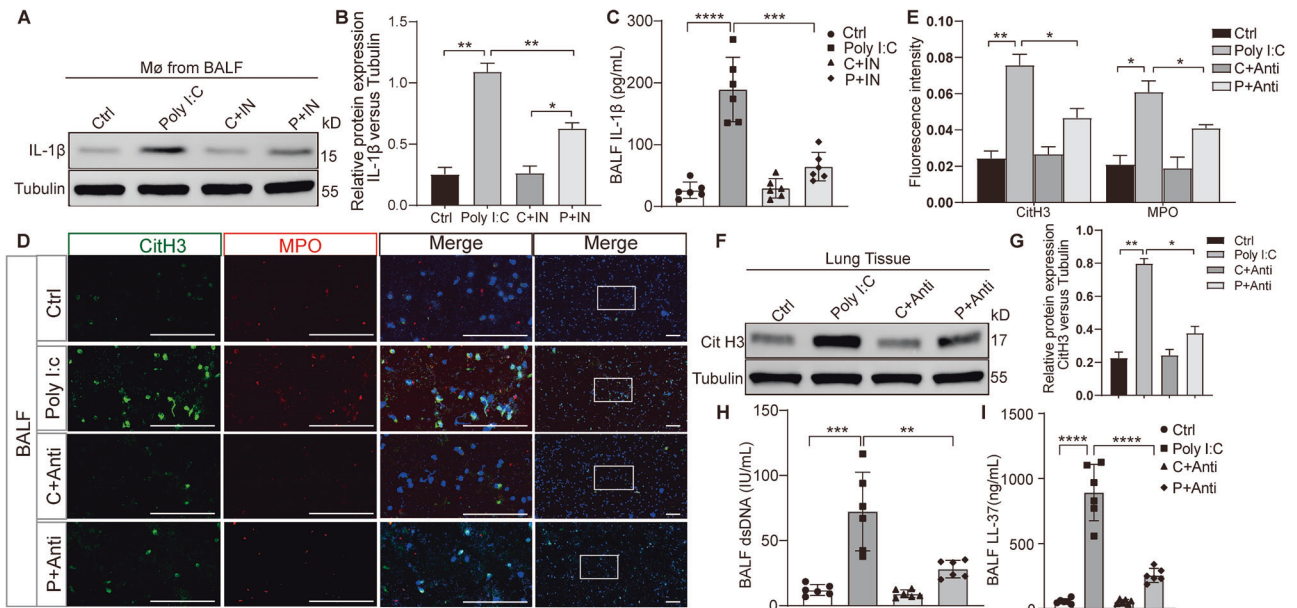 A
Mø from BALF
Ctrl
Poly I:C
C+IN
P+IN
kD
IL-1β
15
Tubulin
55
B
Relative protein expression
IL-1β versus Tubulin
1.5
1.0
0.5
0.0
**
**
*
Ctrl
Poly I:C
C+IN
P+IN
C
BALF IL-1β (pg/mL)
300
200
100
0
****
***
Ctrl
Poly I:C
C+IN
P+IN
E
Fluorescence intensity
0.10
0.08
0.06
0.04
0.02
0.00
**
*
*
*
CitH3
MPO
Ctrl
Poly I:C
C+Anti
P+Anti
D
CitH3
MPO
Merge
Merge
BALF
Ctrl
Poly I:c
C+Anti
P+Anti
F
Lung Tissue
Ctrl
Poly I:C
C+Anti
P+Anti
kD
Cit H3
17
Tubulin
55
G
Relative protein expression
CitH3 versus Tubulin
1.0
0.8
0.6
0.4
0.2
0.0
**
*
Ctrl
Poly I:C
C+Anti
P+Anti
H
BALF dsDNA (IU/mL)
150
100
50
0
***
**
I
BALF LL-37(ng/mL)
1500
1000
500
0
****
****
Ctrl
Poly I:C
C+Anti
P+Anti